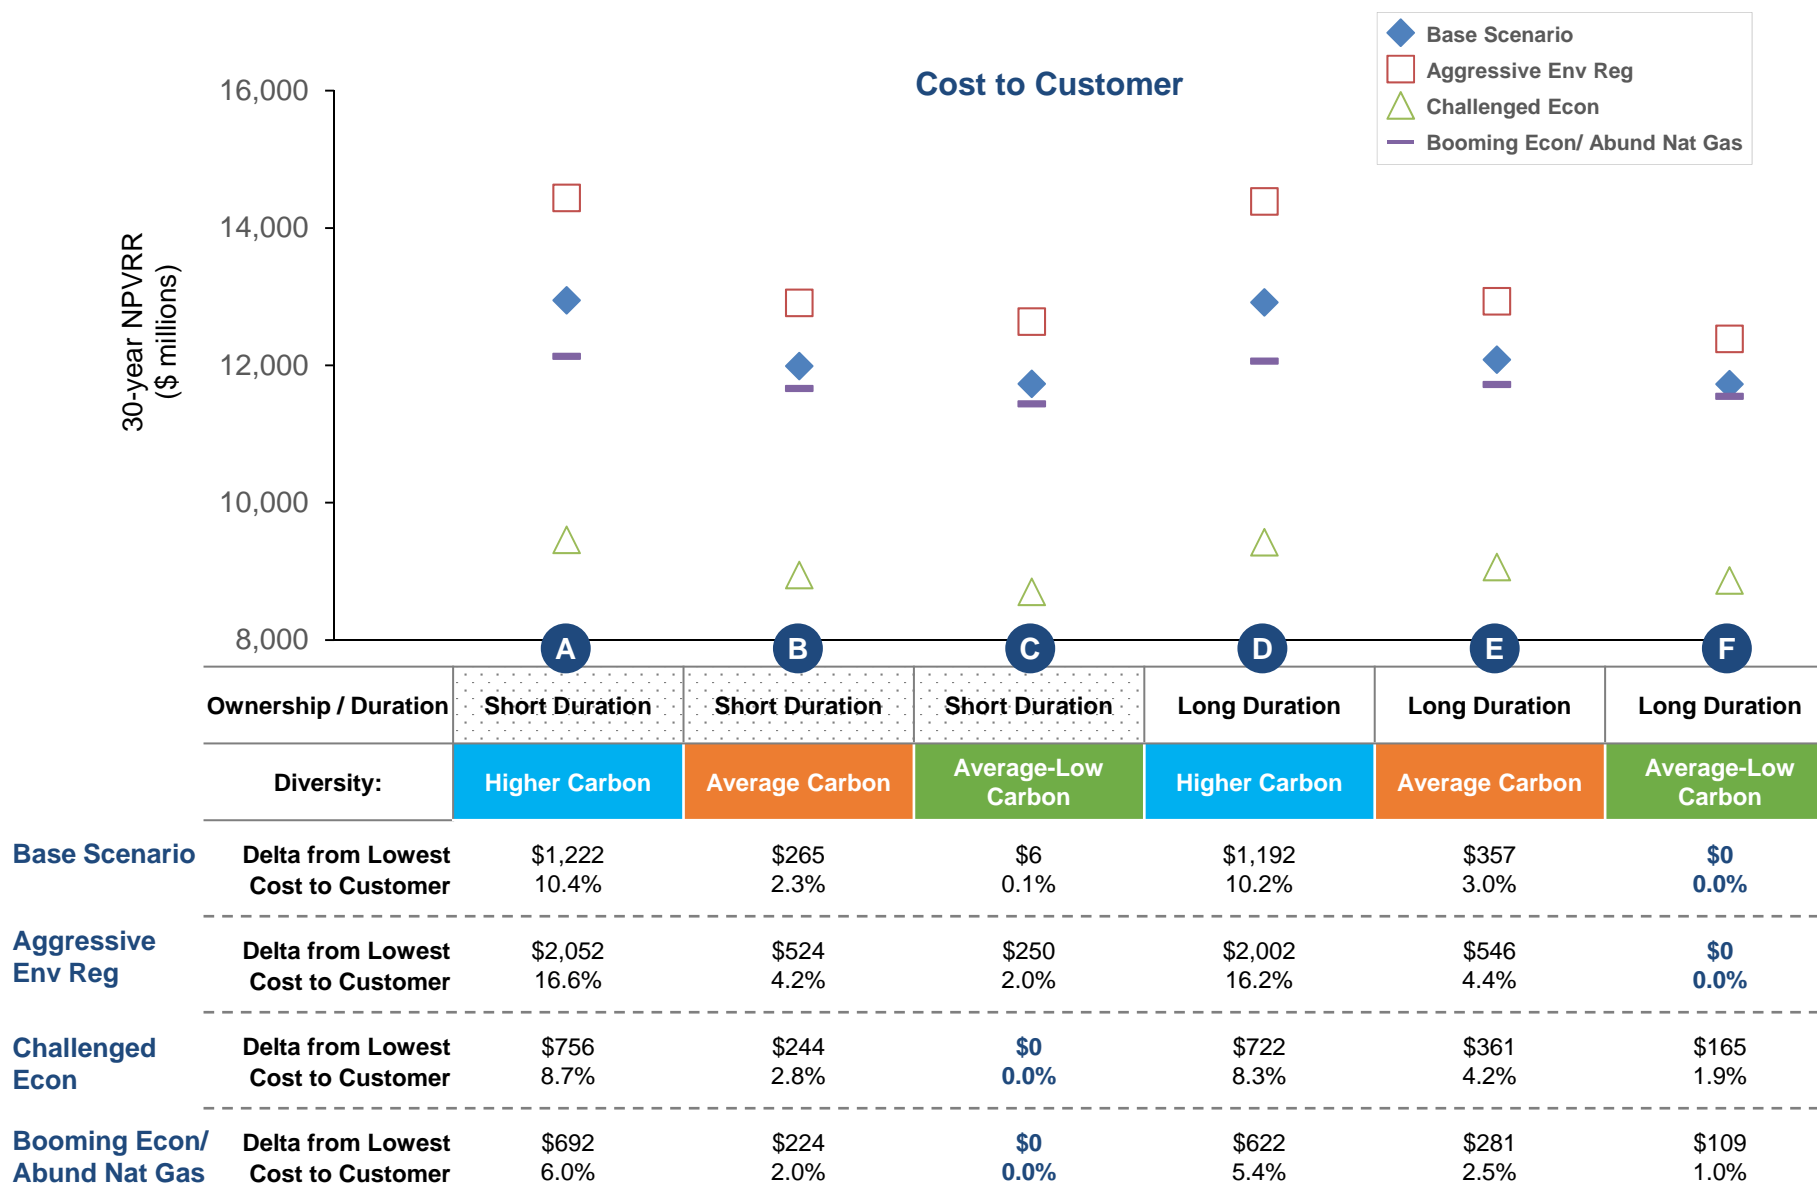 Cost to Customer
Base Scenario
Aggressive Env Reg
Challenged Econ
Booming Econ/ Abund Nat Gas
30-year NPVRR
($ millions)
16,000
14,000
12,000
10,000
8,000
A B C D E F
Ownership / Duration Short Duration Short Duration Short Duration Long Duration Long Duration Long Duration
Diversity: Higher Carbon Average Carbon Average-Low Carbon Higher Carbon Average Carbon Average-Low Carbon
Base Scenario Delta from Lowest $1,222 $265 $6 $1,192 $357 $0
Cost to Customer 10.4% 2.3% 0.1% 10.2% 3.0% 0.0%
Aggressive Delta from Lowest $2,052 $524 $250 $2,002 $546 $0
Env Reg Cost to Customer 16.6% 4.2% 2.0% 16.2% 4.4% 0.0%
Challenged Delta from Lowest $756 $244 $0 $722 $361 $165
Econ Cost to Customer 8.7% 2.8% 0.0% 8.3% 4.2% 1.9%
Booming Econ/ Delta from Lowest $692 $224 $0 $622 $281 $109
Abund Nat Gas Cost to Customer 6.0% 2.0% 0.0% 5.4% 2.5% 1.0%